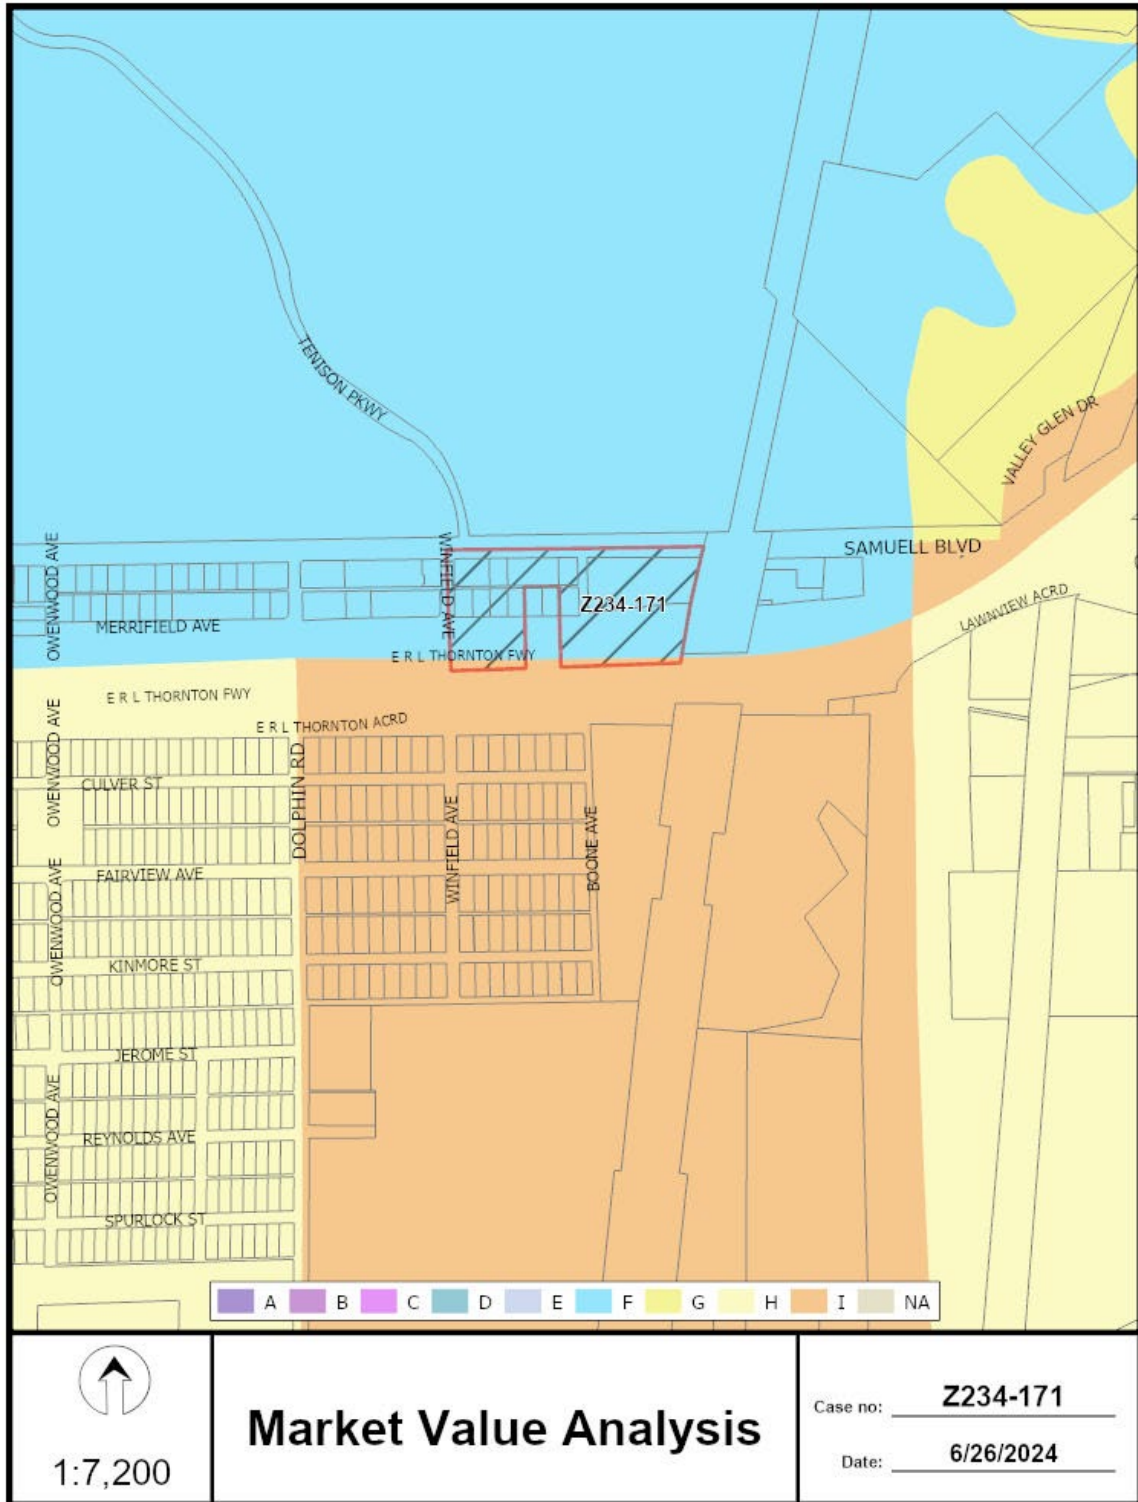 TENISON PKWY
VALLEY GLEN DR
OWENWOOD AVE
WINFIELD AVE
SAMUELL BLVD
Z234-171
MERRIFIELD AVE
LAWNVIEW ACRD
E R L THORNTON FWY
E R L THORNTON FWY
E R L THORNTON ACRD
OWENWOOD AVE
DOLPHIN RD
CULVER ST
WINFIELD AVE
BOONE AVE
FAIRVIEW AVE
OWENWOOD AVE
KINMORE ST
JEROME ST
OWENWOOD AVE
REYNOLDS AVE
SPURLOCK ST
A B C D E F G H I NA
1:7,200
Market Value Analysis
Case no: Z234-171
Date: 6/26/2024